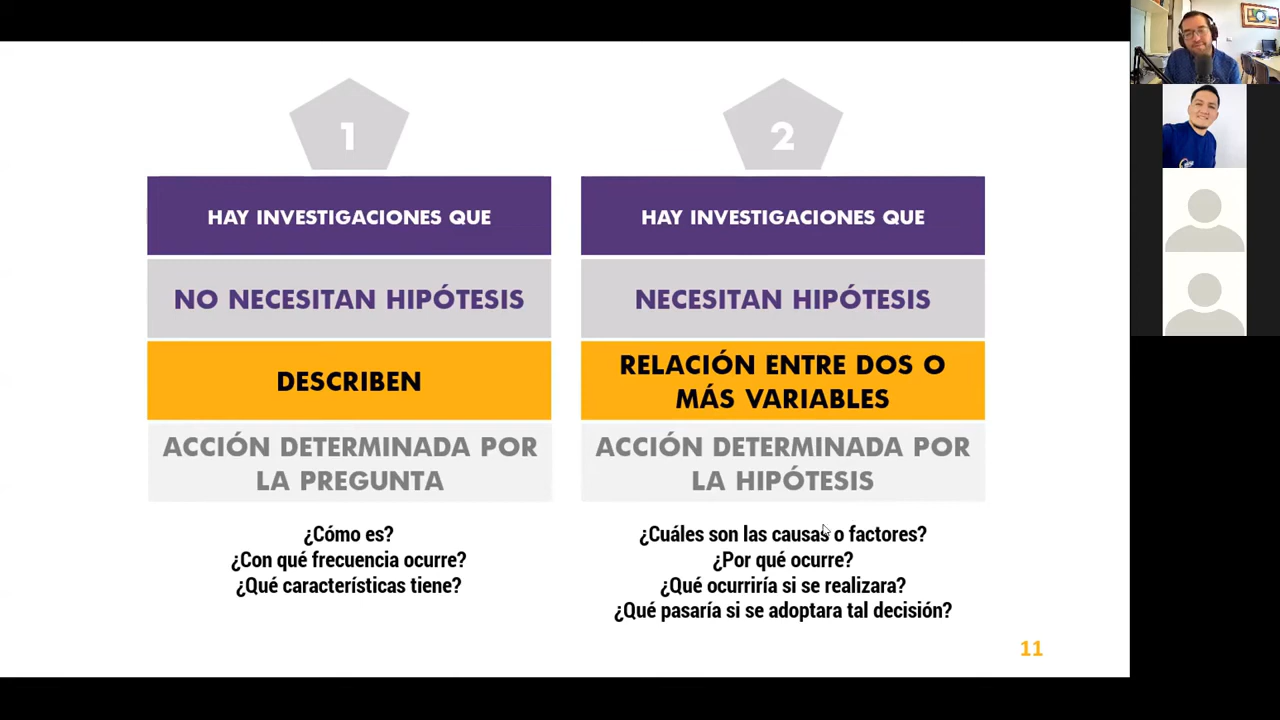 1
HAY INVESTIGACIONES QUE
NO NECESITAN HIPÓTESIS
DESCRIBEN
ACCIÓN DETERMINADA POR
LA PREGUNTA
¿Cómo es?
¿Con qué frecuencia ocurre?
¿Qué características tiene?
2
HAY INVESTIGACIONES QUE
NECESITAN HIPÓTESIS
RELACIÓN ENTRE DOS O
MÁS VARIABLES
ACCIÓN DETERMINADA POR
LA HIPÓTESIS
¿Cuáles son las causas o factores?
¿Por qué ocurre?
¿Qué ocurriría si se realizara?
¿Qué pasaría si se adoptara tal decisión?
11